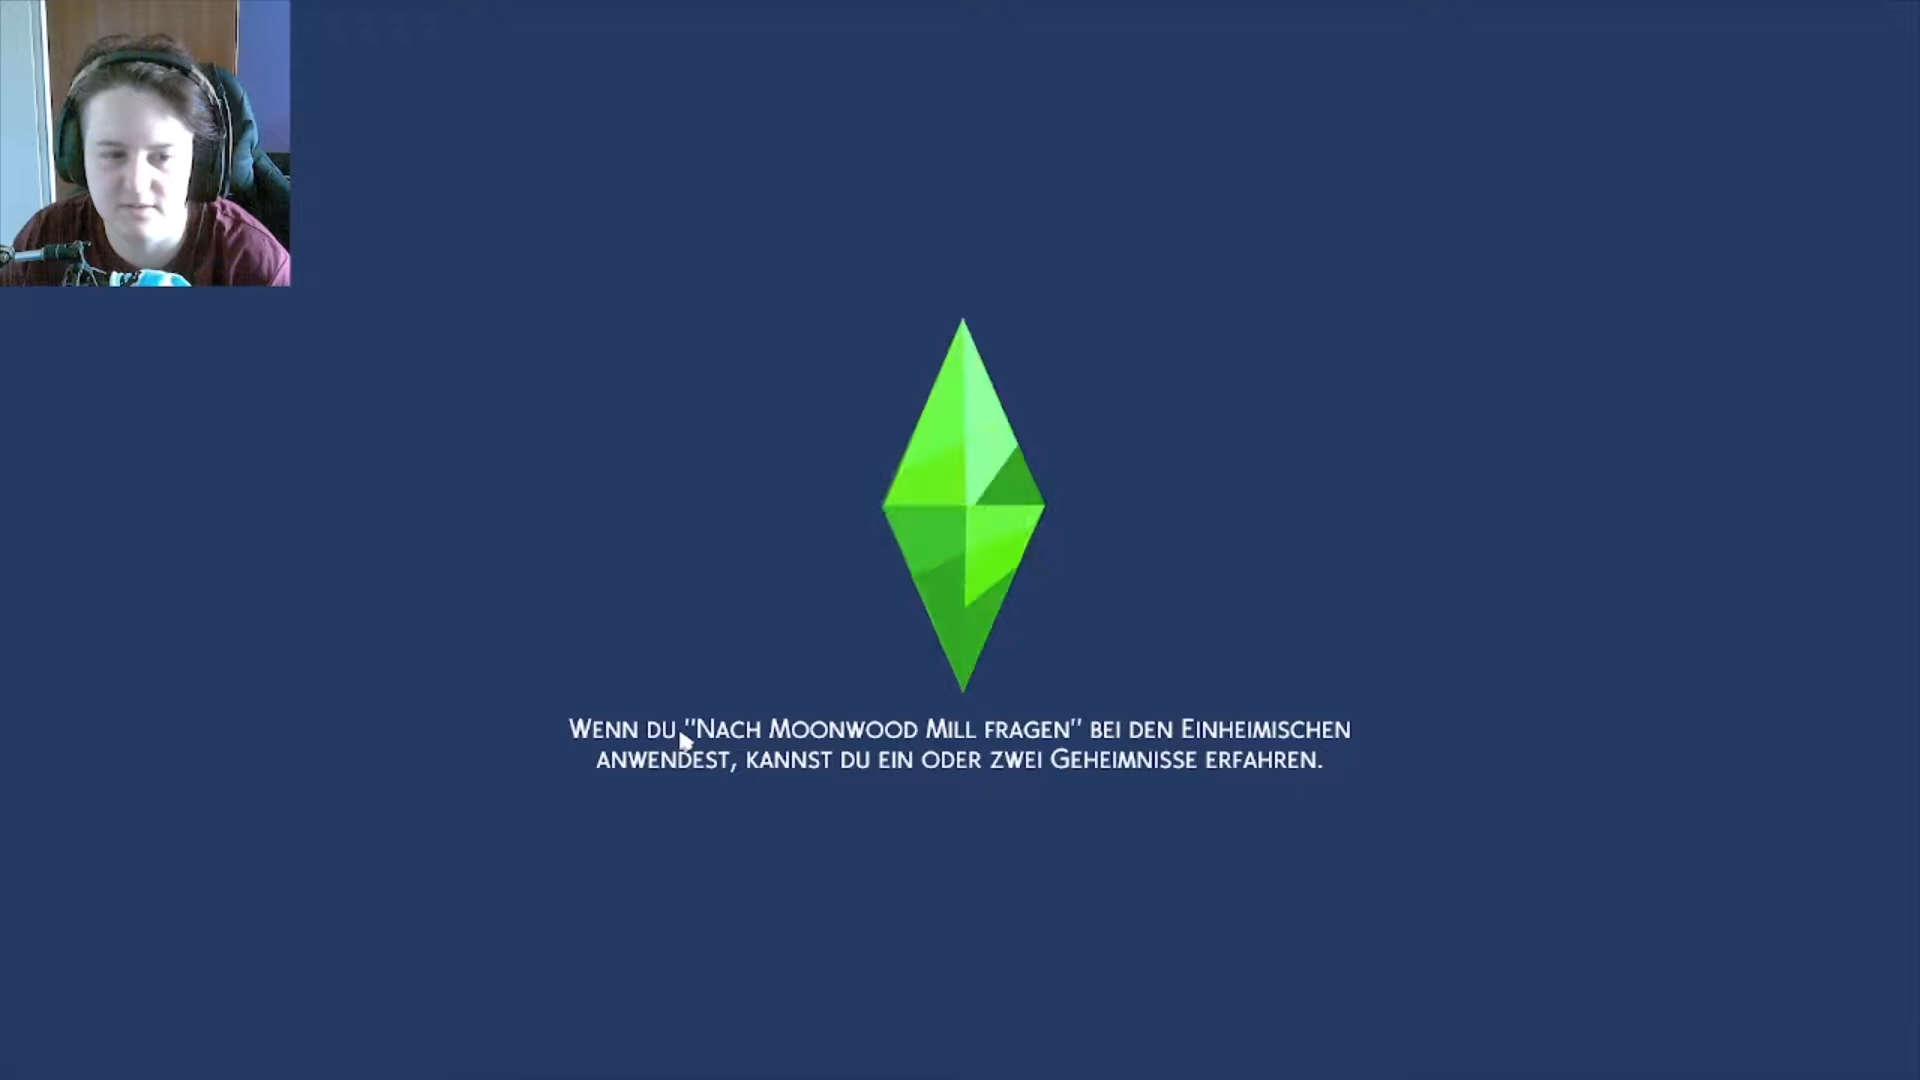 Wenn du "Nach Moonwood Mill fragen" bei den Einheimischen
anwendest, kannst du ein oder zwei Geheimnisse erfahren.